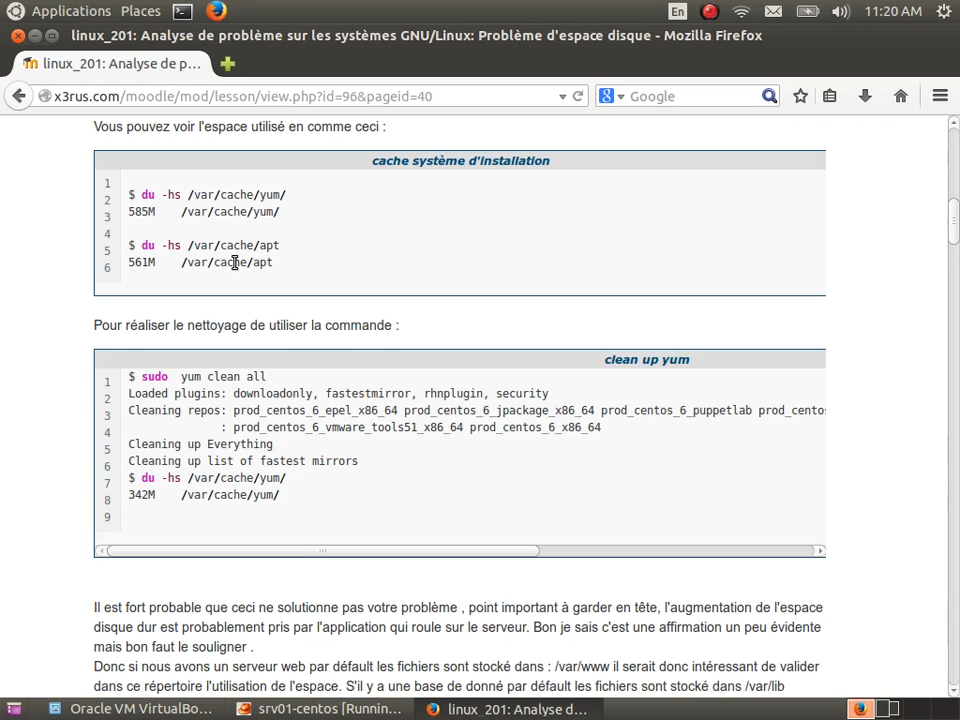 Applications Places En 11:20 AM
linux_201: Analyse de problème sur les systèmes GNU/Linux: Problème d'espace disque - Mozilla Firefox
linux_201: Analyse de p...
x3rus.com/moodle/mod/lesson/view.php?id=96&pageid=40 Google
Vous pouvez voir l'espace utilisé en comme ceci :
cache système d'installation
1
2 $ du -hs /var/cache/yum/
3 585M /var/cache/yum/
4
5 $ du -hs /var/cache/apt
6 561M /var/cache/apt
Pour réaliser le nettoyage de utiliser la commande :
clean up yum
1 $ sudo yum clean all
2 Loaded plugins: downloadonly, fastestmirror, rhnplugin, security
3 Cleaning repos: prod_centos_6_epel_x86_64 prod_centos_6_jpackage_x86_64 prod_centos_6_puppetlab prod_cento
4 : prod_centos_6_vmware_tools51_x86_64 prod_centos_6_x86_64
5 Cleaning up Everything
6 Cleaning up list of fastest mirrors
7 $ du -hs /var/cache/yum/
8 342M /var/cache/yum/
9
Il est fort probable que ceci ne solutionne pas votre problème , point important à garder en tête, l'augmentation de l'espace
disque dur est probablement pris par l'application qui roule sur le serveur. Bon je sais c'est une affirmation un peu évidente
mais bon faut le souligner .
Donc si nous avons un serveur web par défault les fichiers sont stocké dans : /var/www il serait donc intéressant de valider
dans ce répertoire l'utilisation de l'espace. S'il y a une base de donné par défault les fichiers sont stocké dans /var/lib
Oracle VM VirtualBo... srv01-centos [Runnin... linux_201: Analyse d...